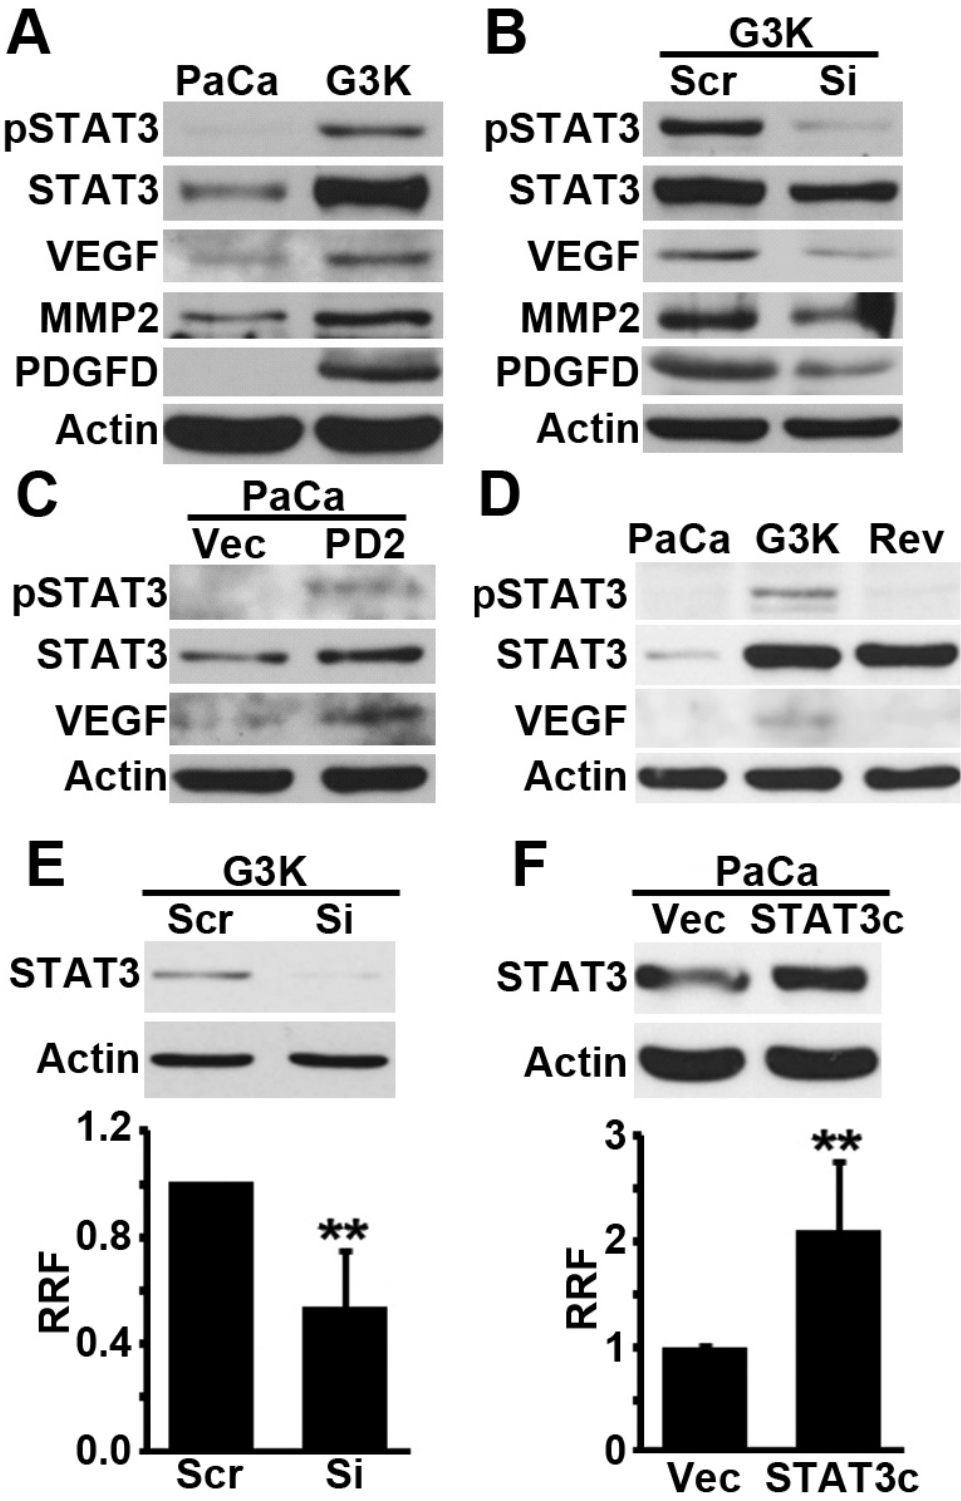 A
PaCa G3K
pSTAT3
STAT3
VEGF
MMP2
PDGFD
Actin
B
G3K
Scr Si
pSTAT3
STAT3
VEGF
MMP2
PDGFD
Actin
C
PaCa
Vec PD2
pSTAT3
STAT3
VEGF
Actin
D
PaCa G3K Rev
pSTAT3
STAT3
VEGF
Actin
E
G3K
Scr Si
STAT3
Actin
1.2
0.8
0.4
0.0
RRF
**
Scr Si
F
PaCa
Vec STAT3c
STAT3
Actin
3
2
1
0
RRF
**
Vec STAT3c